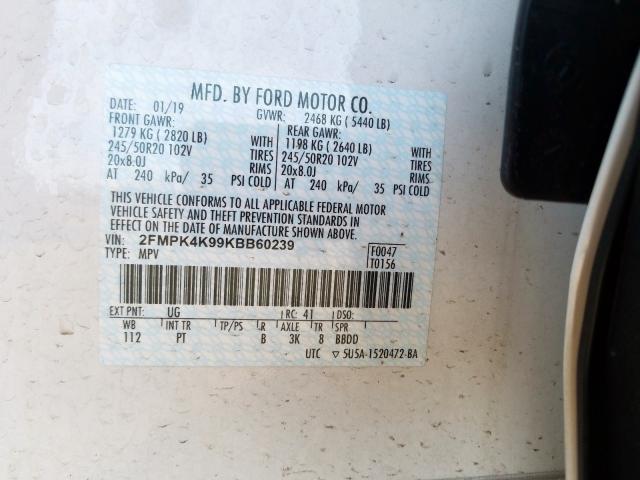 MFD. BY FORD MOTOR CO.
DATE: 01/19 GVWR: 2468 KG ( 5440 LB)
FRONT GAWR: REAR GAWR:
1279 KG ( 2820 LB) WITH 1198 KG ( 2640 LB) WITH
245/50R20 102V TIRES 245/50R20 102V TIRES
20x8.0J RIMS 20x8.0J RIMS
AT 240 kPa/ 35 PSI COLD AT 240 kPa/ 35 PSI COLD
THIS VEHICLE CONFORMS TO ALL APPLICABLE FEDERAL MOTOR
VEHICLE SAFETY AND THEFT PREVENTION STANDARDS IN
EFFECT ON THE DATE OF MANUFACTURE SHOWN ABOVE.
VIN: 2FMPK4K99KBB60239 F0047
TYPE: MPV T0156
EXT PNT: UG RC: 41 DSO:
WB INT TR TP/PS R AXLE TR SPR
112 PT B 3K 8 BBDD
UTC ▽ 5U5A-1520472-BA